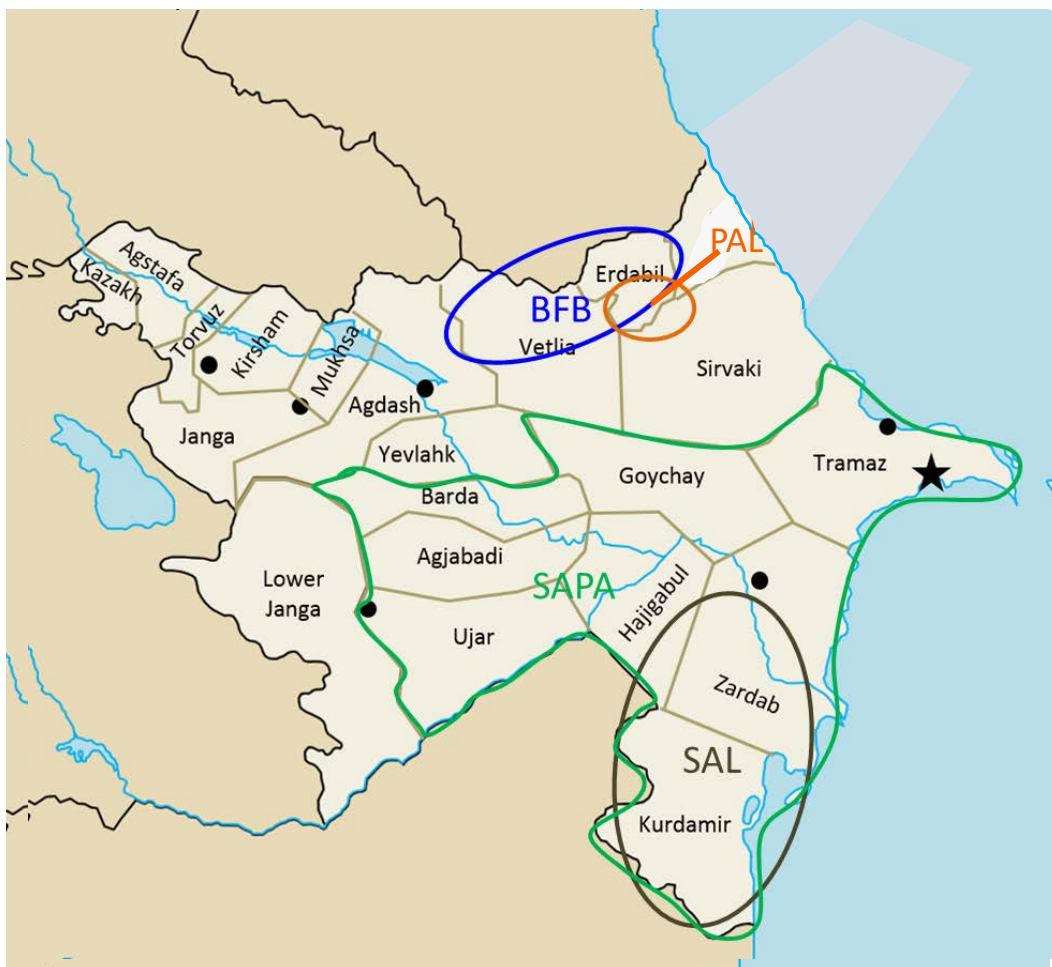 PAL
Erdabil
Agstafa
Kazakh
BFB
Torvuz
Kirsham
Mukhsa
Vetlia
Sirvaki
Agdash
Janga
Yevlahk
Tramaz
Goychay
Barda
Agjabadi
Lower
Janga
SAPA
Hajigabul
Ujar
Zardab
SAL
Kurdamir